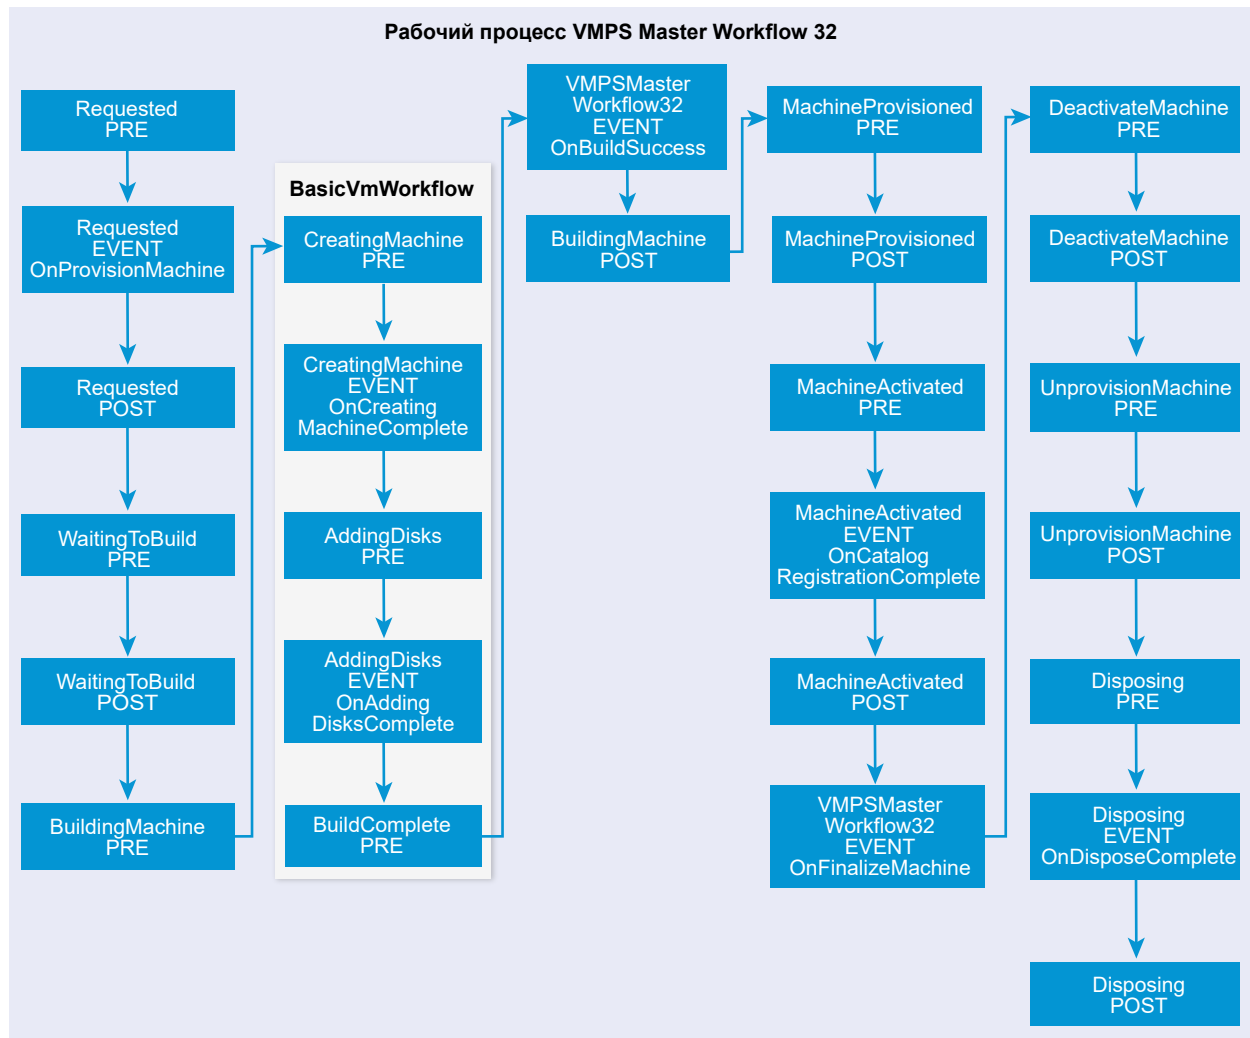 Рабочий процесс VMPS Master Workflow 32
Requested
PRE
Requested
EVENT
OnProvisionMachine
Requested
POST
WaitingToBuild
PRE
WaitingToBuild
POST
BuildingMachine
PRE
BasicVmWorkflow
CreatingMachine
PRE
CreatingMachine
EVENT
OnCreating
MachineComplete
AddingDisks
PRE
AddingDisks
EVENT
OnAdding
DisksComplete
BuildComplete
PRE
VMPSMaster
Workflow32
EVENT
OnBuildSuccess
BuildingMachine
POST
MachineProvisioned
PRE
MachineProvisioned
POST
MachineActivated
PRE
MachineActivated
EVENT
OnCatalog
RegistrationComplete
MachineActivated
POST
VMPSMaster
Workflow32
EVENT
OnFinalizeMachine
DeactivateMachine
PRE
DeactivateMachine
POST
UnprovisionMachine
PRE
UnprovisionMachine
POST
Disposing
PRE
Disposing
EVENT
OnDisposeComplete
Disposing
POST